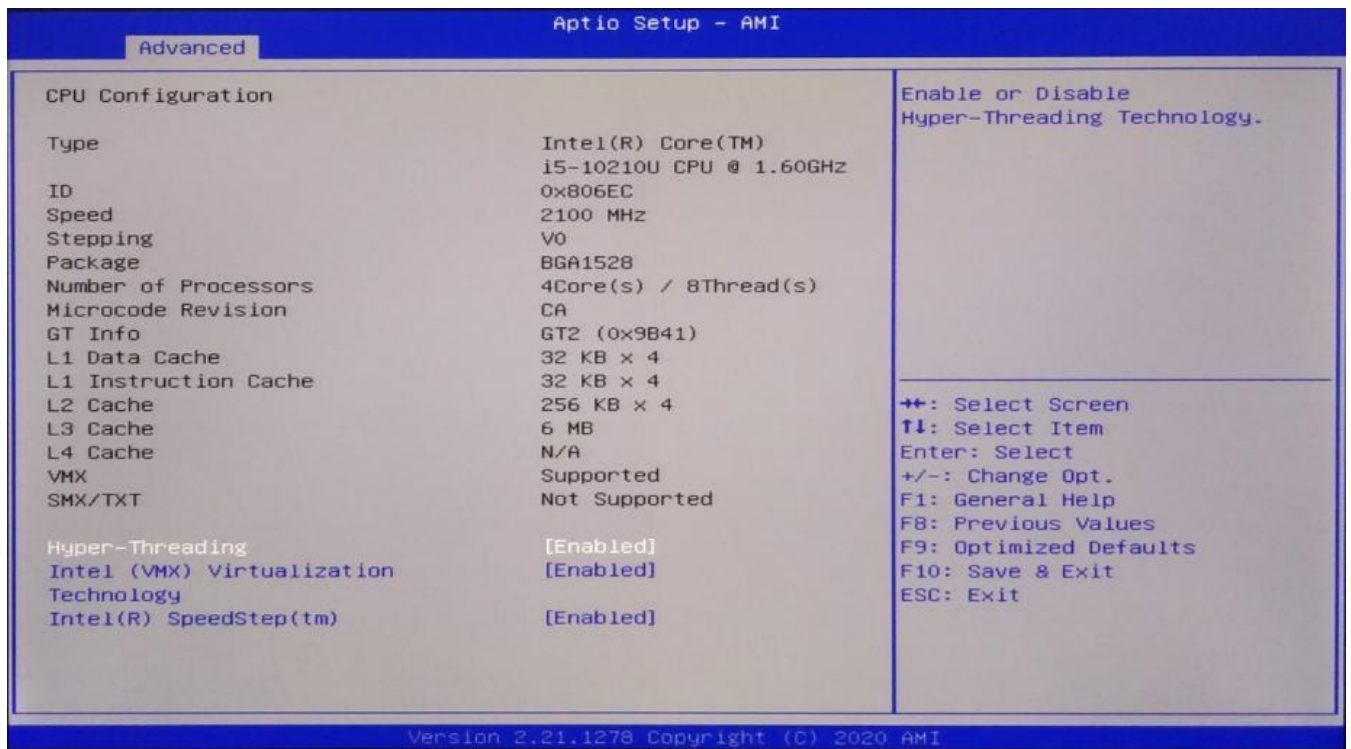 Aptio Setup - AMI
Advanced
CPU Configuration
Type Intel(R) Core(TM)
i5-10210U CPU @ 1.60GHz
ID 0x806EC
Speed 2100 MHz
Stepping V0
Package BGA1528
Number of Processors 4Core(s) / 8Thread(s)
Microcode Revision CA
GT Info GT2 (0x9B41)
L1 Data Cache 32 KB x 4
L1 Instruction Cache 32 KB x 4
L2 Cache 256 KB x 4
L3 Cache 6 MB
L4 Cache N/A
VMX Supported
SMX/TXT Not Supported
Hyper-Threading [Enabled]
Intel (VMX) Virtualization [Enabled]
Technology
Intel(R) SpeedStep(tm) [Enabled]
Enable or Disable
Hyper-Threading Technology.
→←: Select Screen
↑↓: Select Item
Enter: Select
+/-: Change Opt.
F1: General Help
F8: Previous Values
F9: Optimized Defaults
F10: Save & Exit
ESC: Exit
Version 2.21.1278 Copyright (C) 2020 AMI